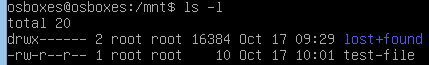 osboxes@osboxes:/mnt$ ls -l
total 20
drwx------ 2 root root 16384 Oct 17 09:29 lost+found
-rw-r--r-- 1 root root    10 Oct 17 10:01 test-file